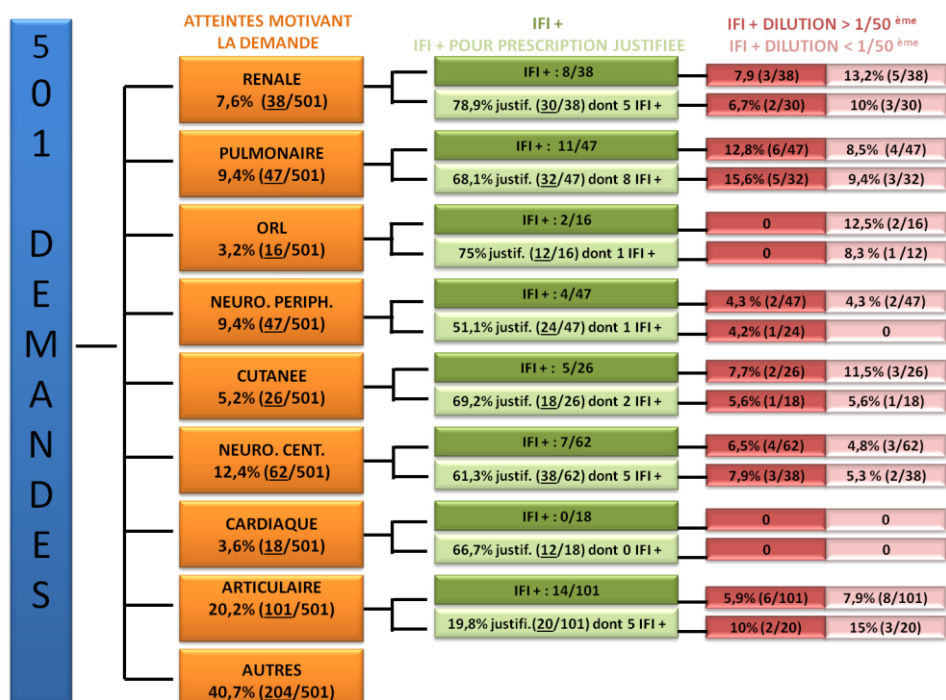 501 DEMANDES
ATTEINTES MOTIVANT
LA DEMANDE
IFI +
IFI + POUR PRESCRIPTION JUSTIFIEE
IFI + DILUTION > 1/50 ème
IFI + DILUTION < 1/50 ème
RENALE
7,6% (38/501)
IFI + : 8/38
7,9 (3/38)
13,2% (5/38)
78,9% justif. (30/38) dont 5 IFI +
6,7% (2/30)
10% (3/30)
PULMONAIRE
9,4% (47/501)
IFI + : 11/47
12,8% (6/47)
8,5% (4/47)
68,1% justif. (32/47) dont 8 IFI +
15,6% (5/32)
9,4% (3/32)
ORL
3,2% (16/501)
IFI + : 2/16
0
12,5% (2/16)
75% justif. (12/16) dont 1 IFI +
0
8,3 % (1 /12)
NEURO. PERIPH.
9,4% (47/501)
IFI + : 4/47
4,3 % (2/47)
4,3 % (2/47)
51,1% justif. (24/47) dont 1 IFI +
4,2% (1/24)
0
CUTANEE
5,2% (26/501)
IFI + : 5/26
7,7% (2/26)
11,5% (3/26)
69,2% justif. (18/26) dont 2 IFI +
5,6% (1/18)
5,6% (1/18)
NEURO. CENT.
12,4% (62/501)
IFI + : 7/62
6,5% (4/62)
4,8% (3/62)
61,3% justif. (38/62) dont 5 IFI +
7,9% (3/38)
5,3 % (2/38)
CARDIAQUE
3,6% (18/501)
IFI + : 0/18
0
0
66,7% justif. (12/18) dont 0 IFI +
0
0
ARTICULAIRE
20,2% (101/501)
IFI + : 14/101
5,9% (6/101)
7,9% (8/101)
19,8% justifi.(20/101) dont 5 IFI +
10% (2/20)
15% (3/20)
AUTRES
40,7% (204/501)